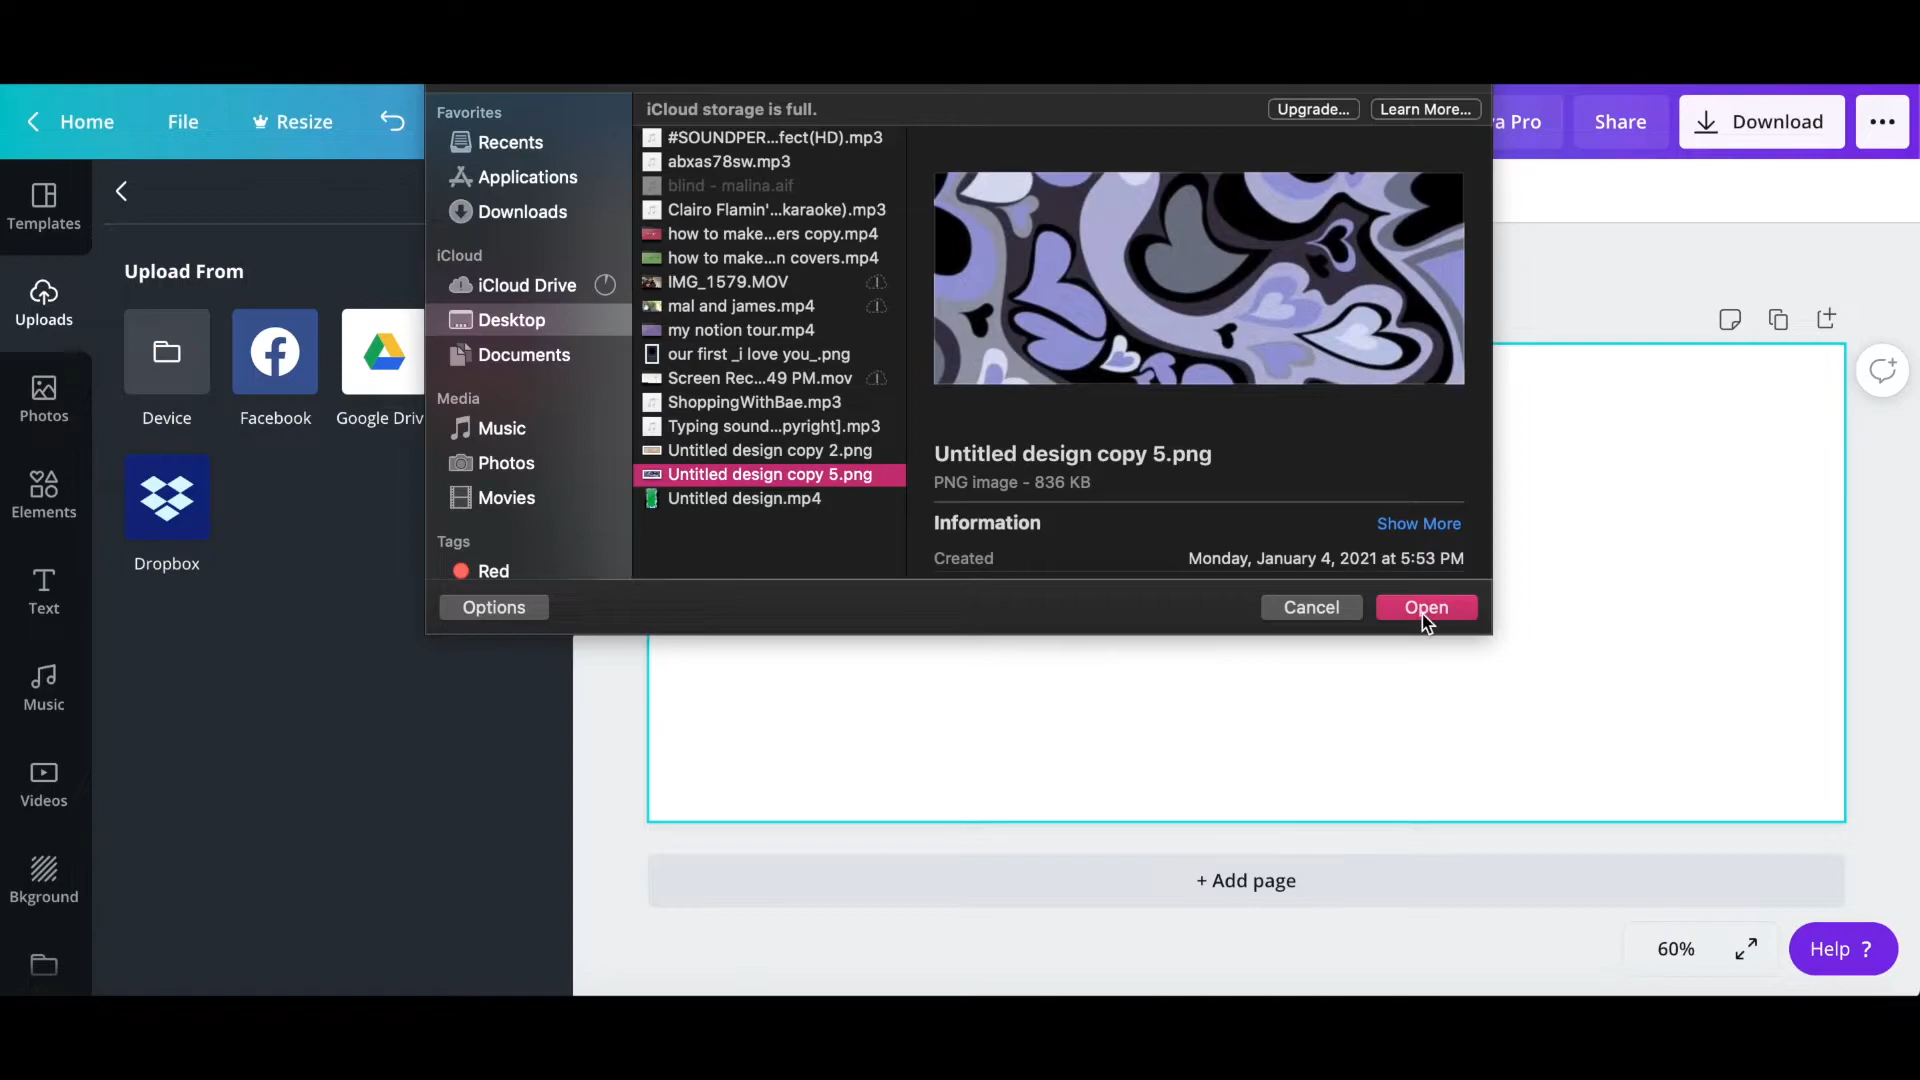 Home
File
Resize
a Pro
Share
Download
Templates
Uploads
Photos
Elements
Text
Music
Videos
Bkground
Upload From
Device
Facebook
Google Driv
Dropbox
Favorites
Recents
Applications
Downloads
iCloud
iCloud Drive
Desktop
Documents
Media
Music
Photos
Movies
Tags
Red
iCloud storage is full.
Upgrade...
Learn More...
#SOUNDPER...fect(HD).mp3
abxas78sw.mp3
blind - malina.aif
Clairo Flamin'...karaoke).mp3
how to make...ers copy.mp4
how to make...n covers.mp4
IMG_1579.MOV
mal and james.mp4
my notion tour.mp4
our first _i love you_.png
Screen Rec...49 PM.mov
ShoppingWithBae.mp3
Typing sound...pyright].mp3
Untitled design copy 2.png
Untitled design copy 5.png
Untitled design.mp4
Untitled design copy 5.png
PNG image - 836 KB
Information
Show More
Created
Monday, January 4, 2021 at 5:53 PM
Options
Cancel
Open
+ Add page
60%
Help ?